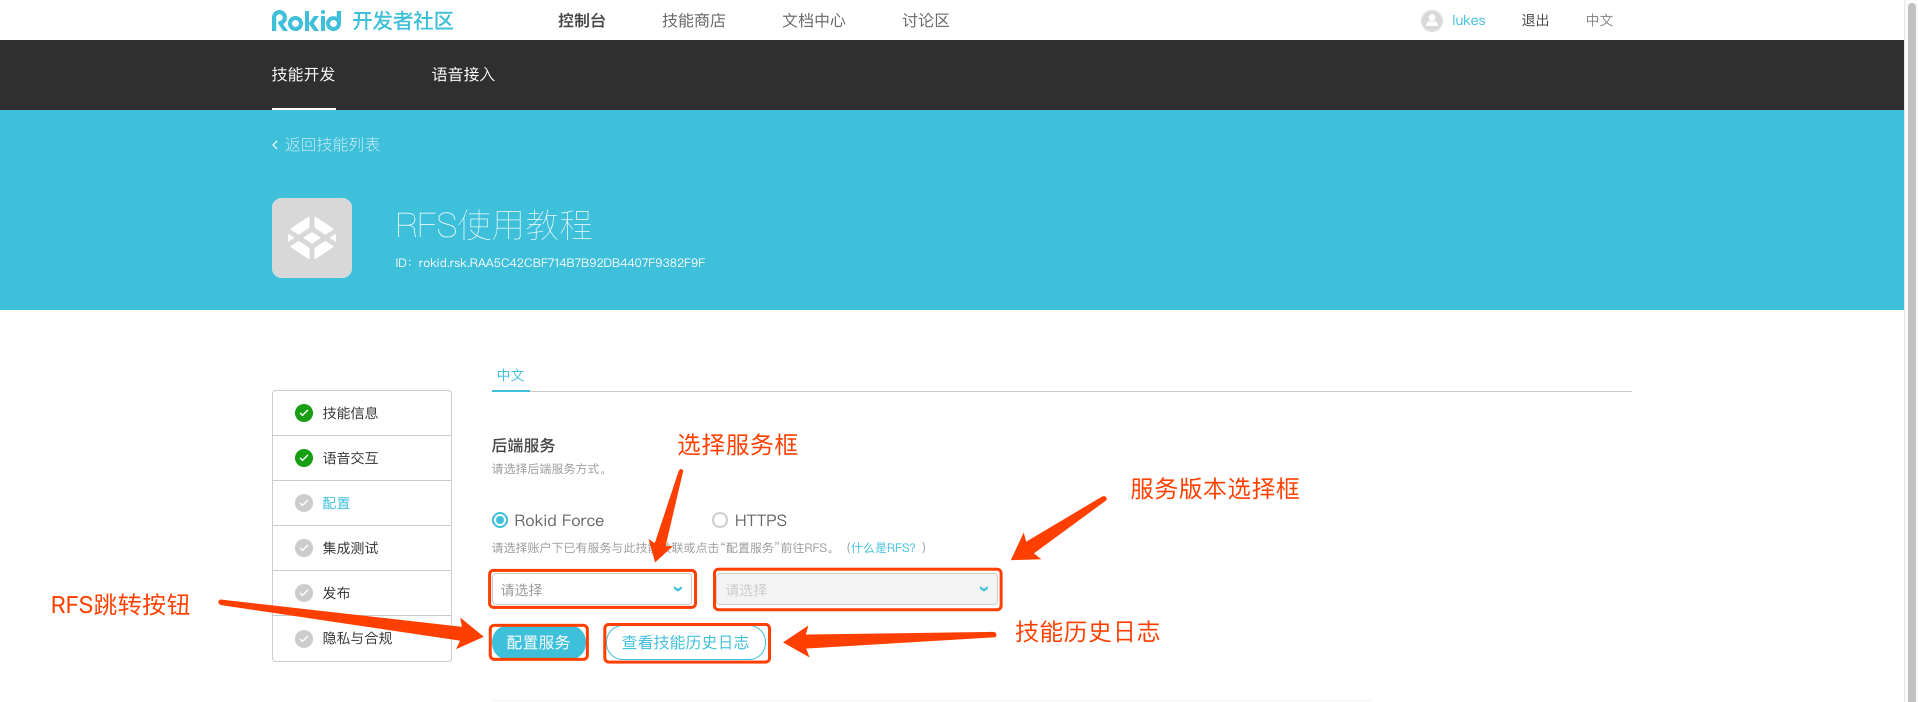 Rokid 开发者社区 控制台 技能商店 文档中心 讨论区 lukes 退出 中文
技能开发 语音接入
返回技能列表
RFS使用教程
ID: rokid.rsk.RAA5C42CBF714B7B92DB4407F9382F9F
中文
技能信息
语音交互
配置
集成测试
发布
隐私与合规
后端服务
请选择后端服务方式。
选择服务框
服务版本选择框
Rokid Force HTTPS
请选择账户下已有服务与此技能关联或点击“配置服务”前往RFS。（什么是RFS? ）
请选择 请选择
RFS跳转按钮
配置服务 查看技能历史日志
技能历史日志